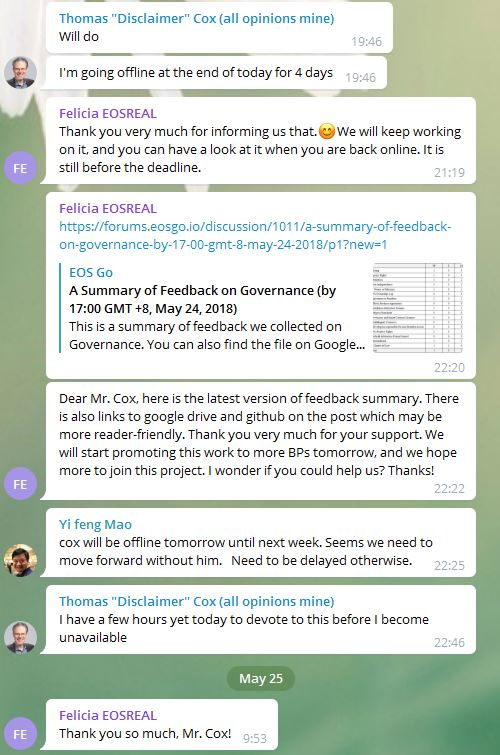 Thomas "Disclaimer" Cox (all opinions mine)
Will do
19:46
I'm going offline at the end of today for 4 days 19:46
Felicia EOSREAL
Thank you very much for informing us that.😊We will keep working
on it, and you can have a look at it when you are back online. It is
still before the deadline.
21:19
FE
Felicia EOSREAL
https://forums.eosgo.io/discussion/1011/a-summary-of-feedback-
on-governance-by-17-00-gmt-8-may-24-2018/p1?new=1
EOS Go
A Summary of Feedback on Governance (by
17:00 GMT +8, May 24, 2018)
This is a summary of feedback we collected on
Governance. You can also find the file on Google...
22:20
Dear Mr. Cox, here is the latest version of feedback summary. There
is also links to google drive and github on the post which may be
more reader-friendly. Thank you very much for your support. We
will start promoting this work to more BPs tomorrow, and we hope
more to join this project. I wonder if you could help us? Thanks!
FE
22:22
Yi feng Mao
cox will be offline tomorrow until next week. Seems we need to
move forward without him. Need to be delayed otherwise.
22:25
Thomas "Disclaimer" Cox (all opinions mine)
I have a few hours yet today to devote to this before I become
unavailable
22:46
May 25
Felicia EOSREAL
FE
Thank you so much, Mr. Cox! 9:53